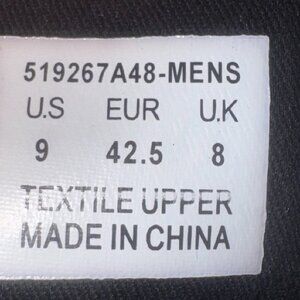 519267A48-MENS
U.S EUR U.K
9 42.5 8
TEXTILE UPPER
MADE IN CHINA